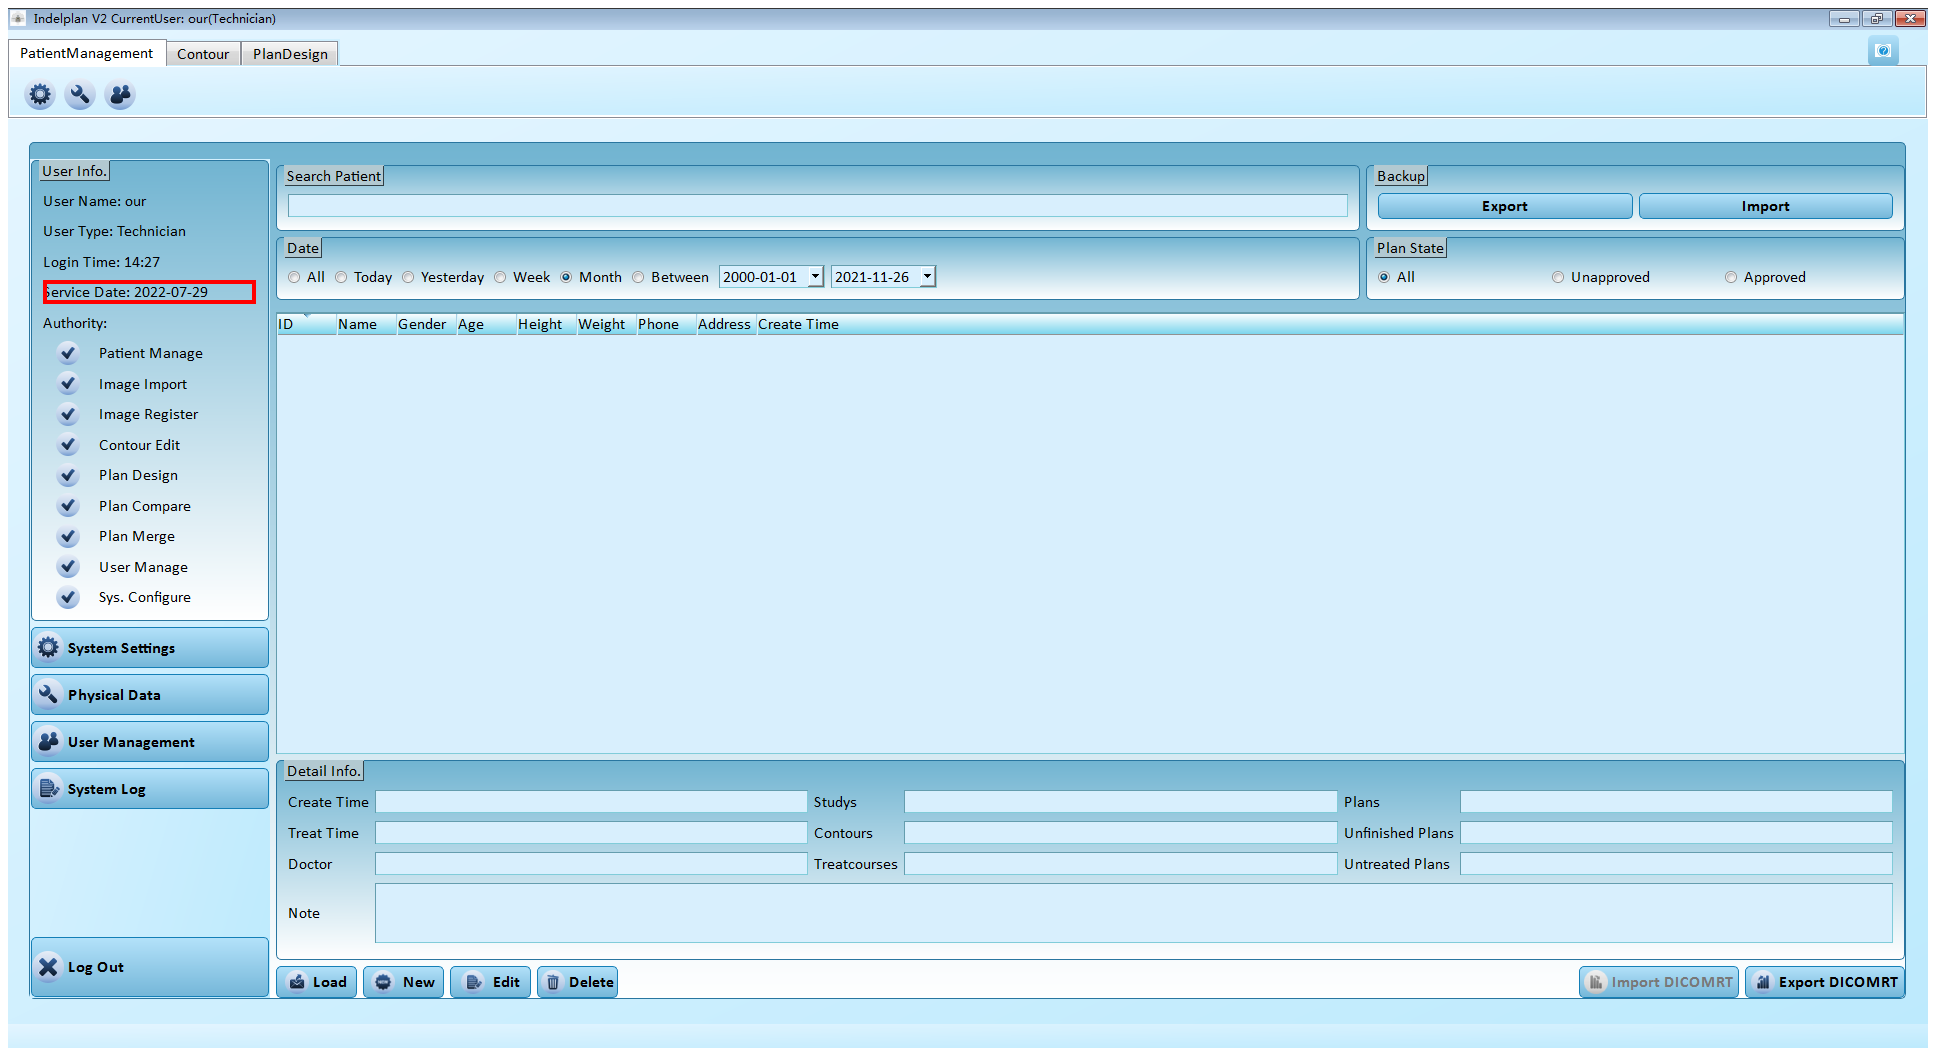 Indelplan V2 CurrentUser: our(Technician)
PatientManagement Contour PlanDesign
User Info.
User Name: our
User Type: Technician
Login Time: 14:27
Service Date: 2022-07-29
Authority:
Patient Manage
Image Import
Image Register
Contour Edit
Plan Design
Plan Compare
Plan Merge
User Manage
Sys. Configure
System Settings
Physical Data
User Management
System Log
Log Out
Search Patient
Backup
Export Import
Date
All Today Yesterday Week Month Between 2000-01-01 2021-11-26
Plan State
All Unapproved Approved
ID Name Gender Age Height Weight Phone Address Create Time
Detail Info.
Create Time Studys Plans
Treat Time Contours Unfinished Plans
Doctor Treatcourses Untreated Plans
Note
Load New Edit Delete Import DICOMRT Export DICOMRT